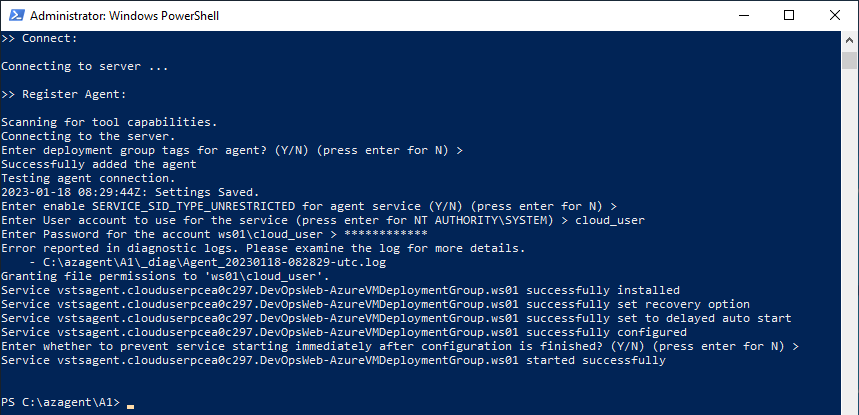 Administrator: Windows PowerShell
>> Connect:
Connecting to server ...
>> Register Agent:
Scanning for tool capabilities.
Connecting to the server.
Enter deployment group tags for agent? (Y/N) (press enter for N) >
Successfully added the agent
Testing agent connection.
2023-01-18 08:29:44Z: Settings Saved.
Enter enable SERVICE_SID_TYPE_UNRESTRICTED for agent service (Y/N) (press enter for N) >
Enter User account to use for the service (press enter for NT AUTHORITY\SYSTEM) > cloud_user
Enter Password for the account ws01\cloud_user > ************
Error reported in diagnostic logs. Please examine the log for more details.
    - C:\azagent\A1\_diag\Agent_20230118-082829-utc.log
Granting file permissions to 'ws01\cloud_user'.
Service vstsagent.clouduserpcea0c297.DevOpsWeb-AzureVMDeploymentGroup.ws01 successfully installed
Service vstsagent.clouduserpcea0c297.DevOpsWeb-AzureVMDeploymentGroup.ws01 successfully set recovery option
Service vstsagent.clouduserpcea0c297.DevOpsWeb-AzureVMDeploymentGroup.ws01 successfully set to delayed auto start
Service vstsagent.clouduserpcea0c297.DevOpsWeb-AzureVMDeploymentGroup.ws01 successfully configured
Enter whether to prevent service starting immediately after configuration is finished? (Y/N) (press enter for N) >
Service vstsagent.clouduserpcea0c297.DevOpsWeb-AzureVMDeploymentGroup.ws01 started successfully
PS C:\azagent\A1>